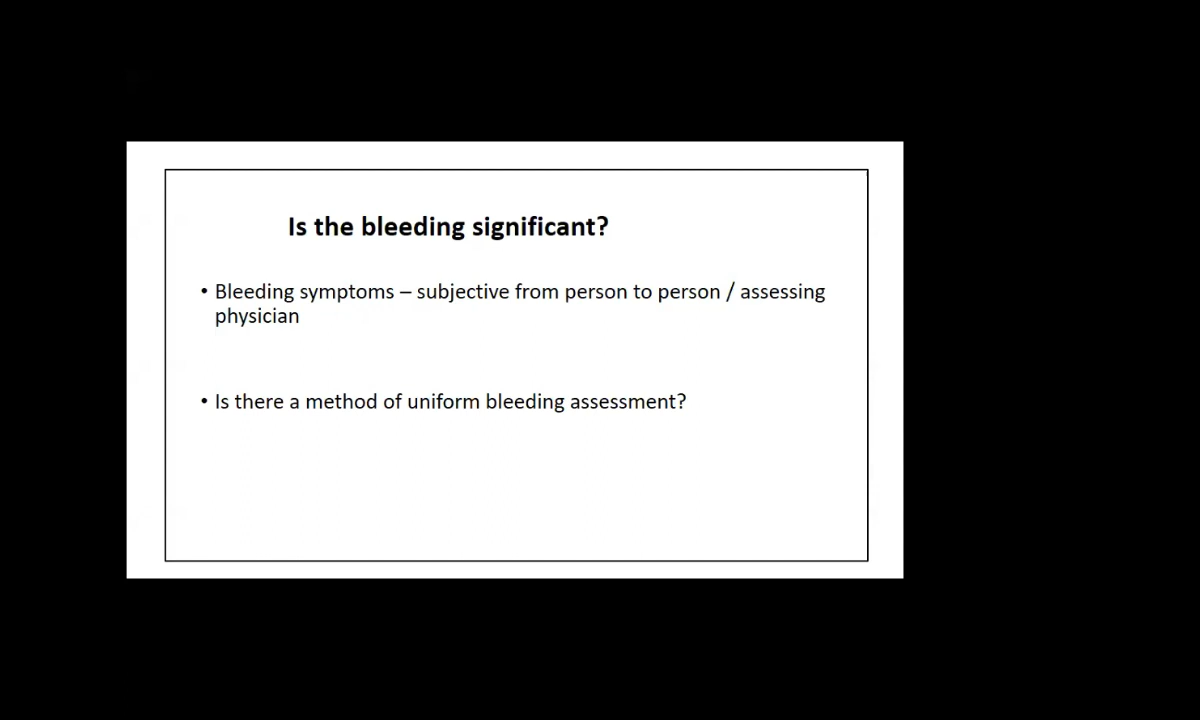 Is the bleeding significant?
• Bleeding symptoms – subjective from person to person / assessing
physician
• Is there a method of uniform bleeding assessment?